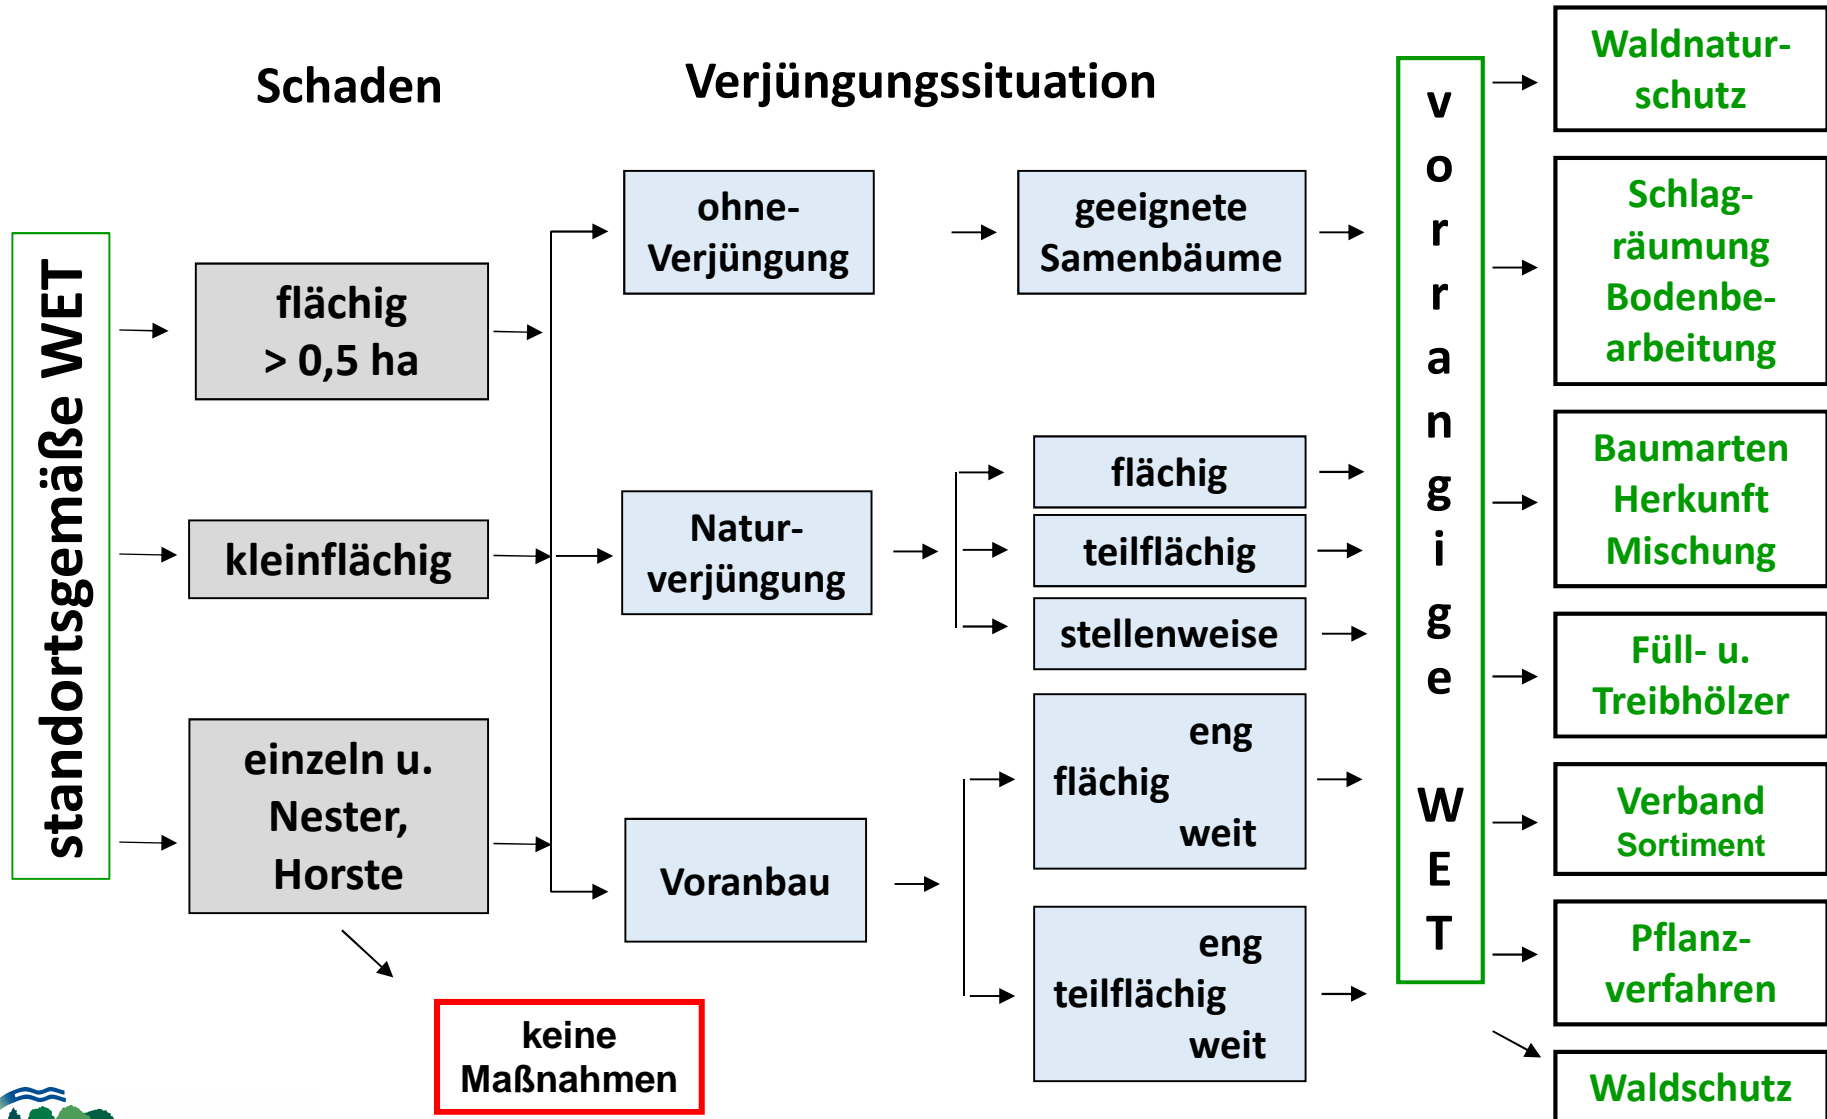 Schaden
Verjüngungssituation
standortsgemäße WET
flächig
> 0,5 ha
kleinflächig
einzeln u.
Nester,
Horste
keine
Maßnahmen
ohne-
Verjüngung
geeignete
Samenbäume
Natur-
verjüngung
flächig
teilflächig
stellenweise
Voranbau
eng
flächig
weit
eng
teilflächig
weit
vorrangige WET
Waldnatur-
schutz
Schlag-
räumung
Bodenbe-
arbeitung
Baumarten
Herkunft
Mischung
Füll- u.
Treibhölzer
Verband
Sortiment
Pflanz-
verfahren
Waldschutz